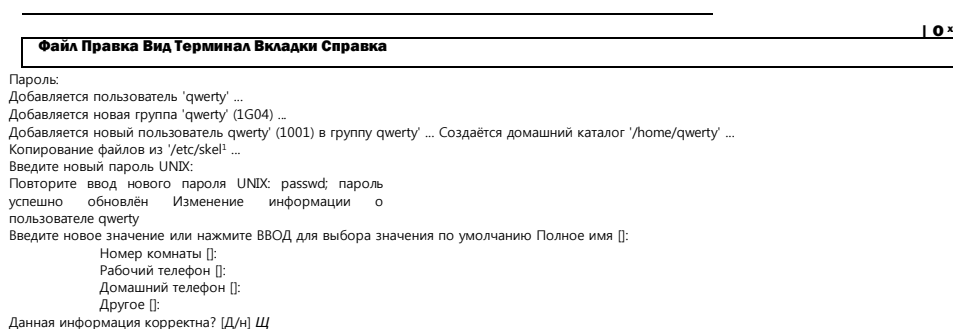 | O x
Файл Правка Вид Терминал Вкладки Справка
Пароль:
Добавляется пользователь 'qwerty' ...
Добавляется новая группа 'qwerty' (1G04) ...
Добавляется новый пользователь qwerty' (1001) в группу qwerty' ... Создаётся домашний каталог '/home/qwerty' ...
Копирование файлов из '/etc/skel¹ ...
Введите новый пароль UNIX:
Повторите ввод нового пароля UNIX: passwd; пароль
успешно обновлён Изменение информации о
пользователе qwerty
Введите новое значение или нажмите ВВОД для выбора значения по умолчанию Полное имя []:
Номер комнаты []:
Рабочий телефон []:
Домашний телефон []:
Другое []:
Данная информация корректна? [Д/н] Щ